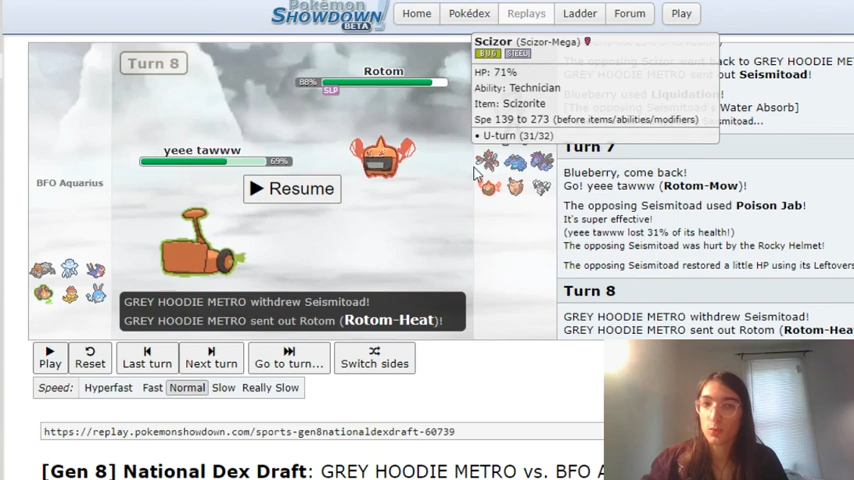 Pokémon
SHOWDOWN
BETA
Home
Pokédex
Replays
Ladder
Forum
Play
Turn 8
88%
Rotom
SLP
yeee tawww
69%
Resume
BFO Aquarius
GREY HOODIE METRO withdrew Seismitoad!
GREY HOODIE METRO sent out Rotom (Rotom-Heat)!
Scizor (Scizor-Mega)
BUG STEEL
HP: 71%
Ability: Technician
Item: Scizorite
Spe 139 to 273 (before items/abilities/modifiers)
• U-turn (31/32)
Seismitoad!
Water Absorb]
Turn 7
Blueberry, come back!
Go! yeee tawww (Rotom-Mow)!
The opposing Seismitoad used Poison Jab!
It's super effective!
(yeee tawww lost 31% of its health!)
The opposing Seismitoad was hurt by the Rocky Helmet!
The opposing Seismitoad restored a little HP using its Leftovers
Turn 8
GREY HOODIE METRO withdrew Seismitoad!
GREY HOODIE METRO sent out Rotom (Rotom-Heat
Play
Reset
Last turn
Next turn
Go to turn...
Switch sides
Speed:
Hyperfast
Fast
Normal
Slow
Really Slow
https://replay.pokemonshowdown.com/sports-gen8nationaldexdraft-60739
[Gen 8] National Dex Draft: GREY HOODIE METRO vs. BFO A